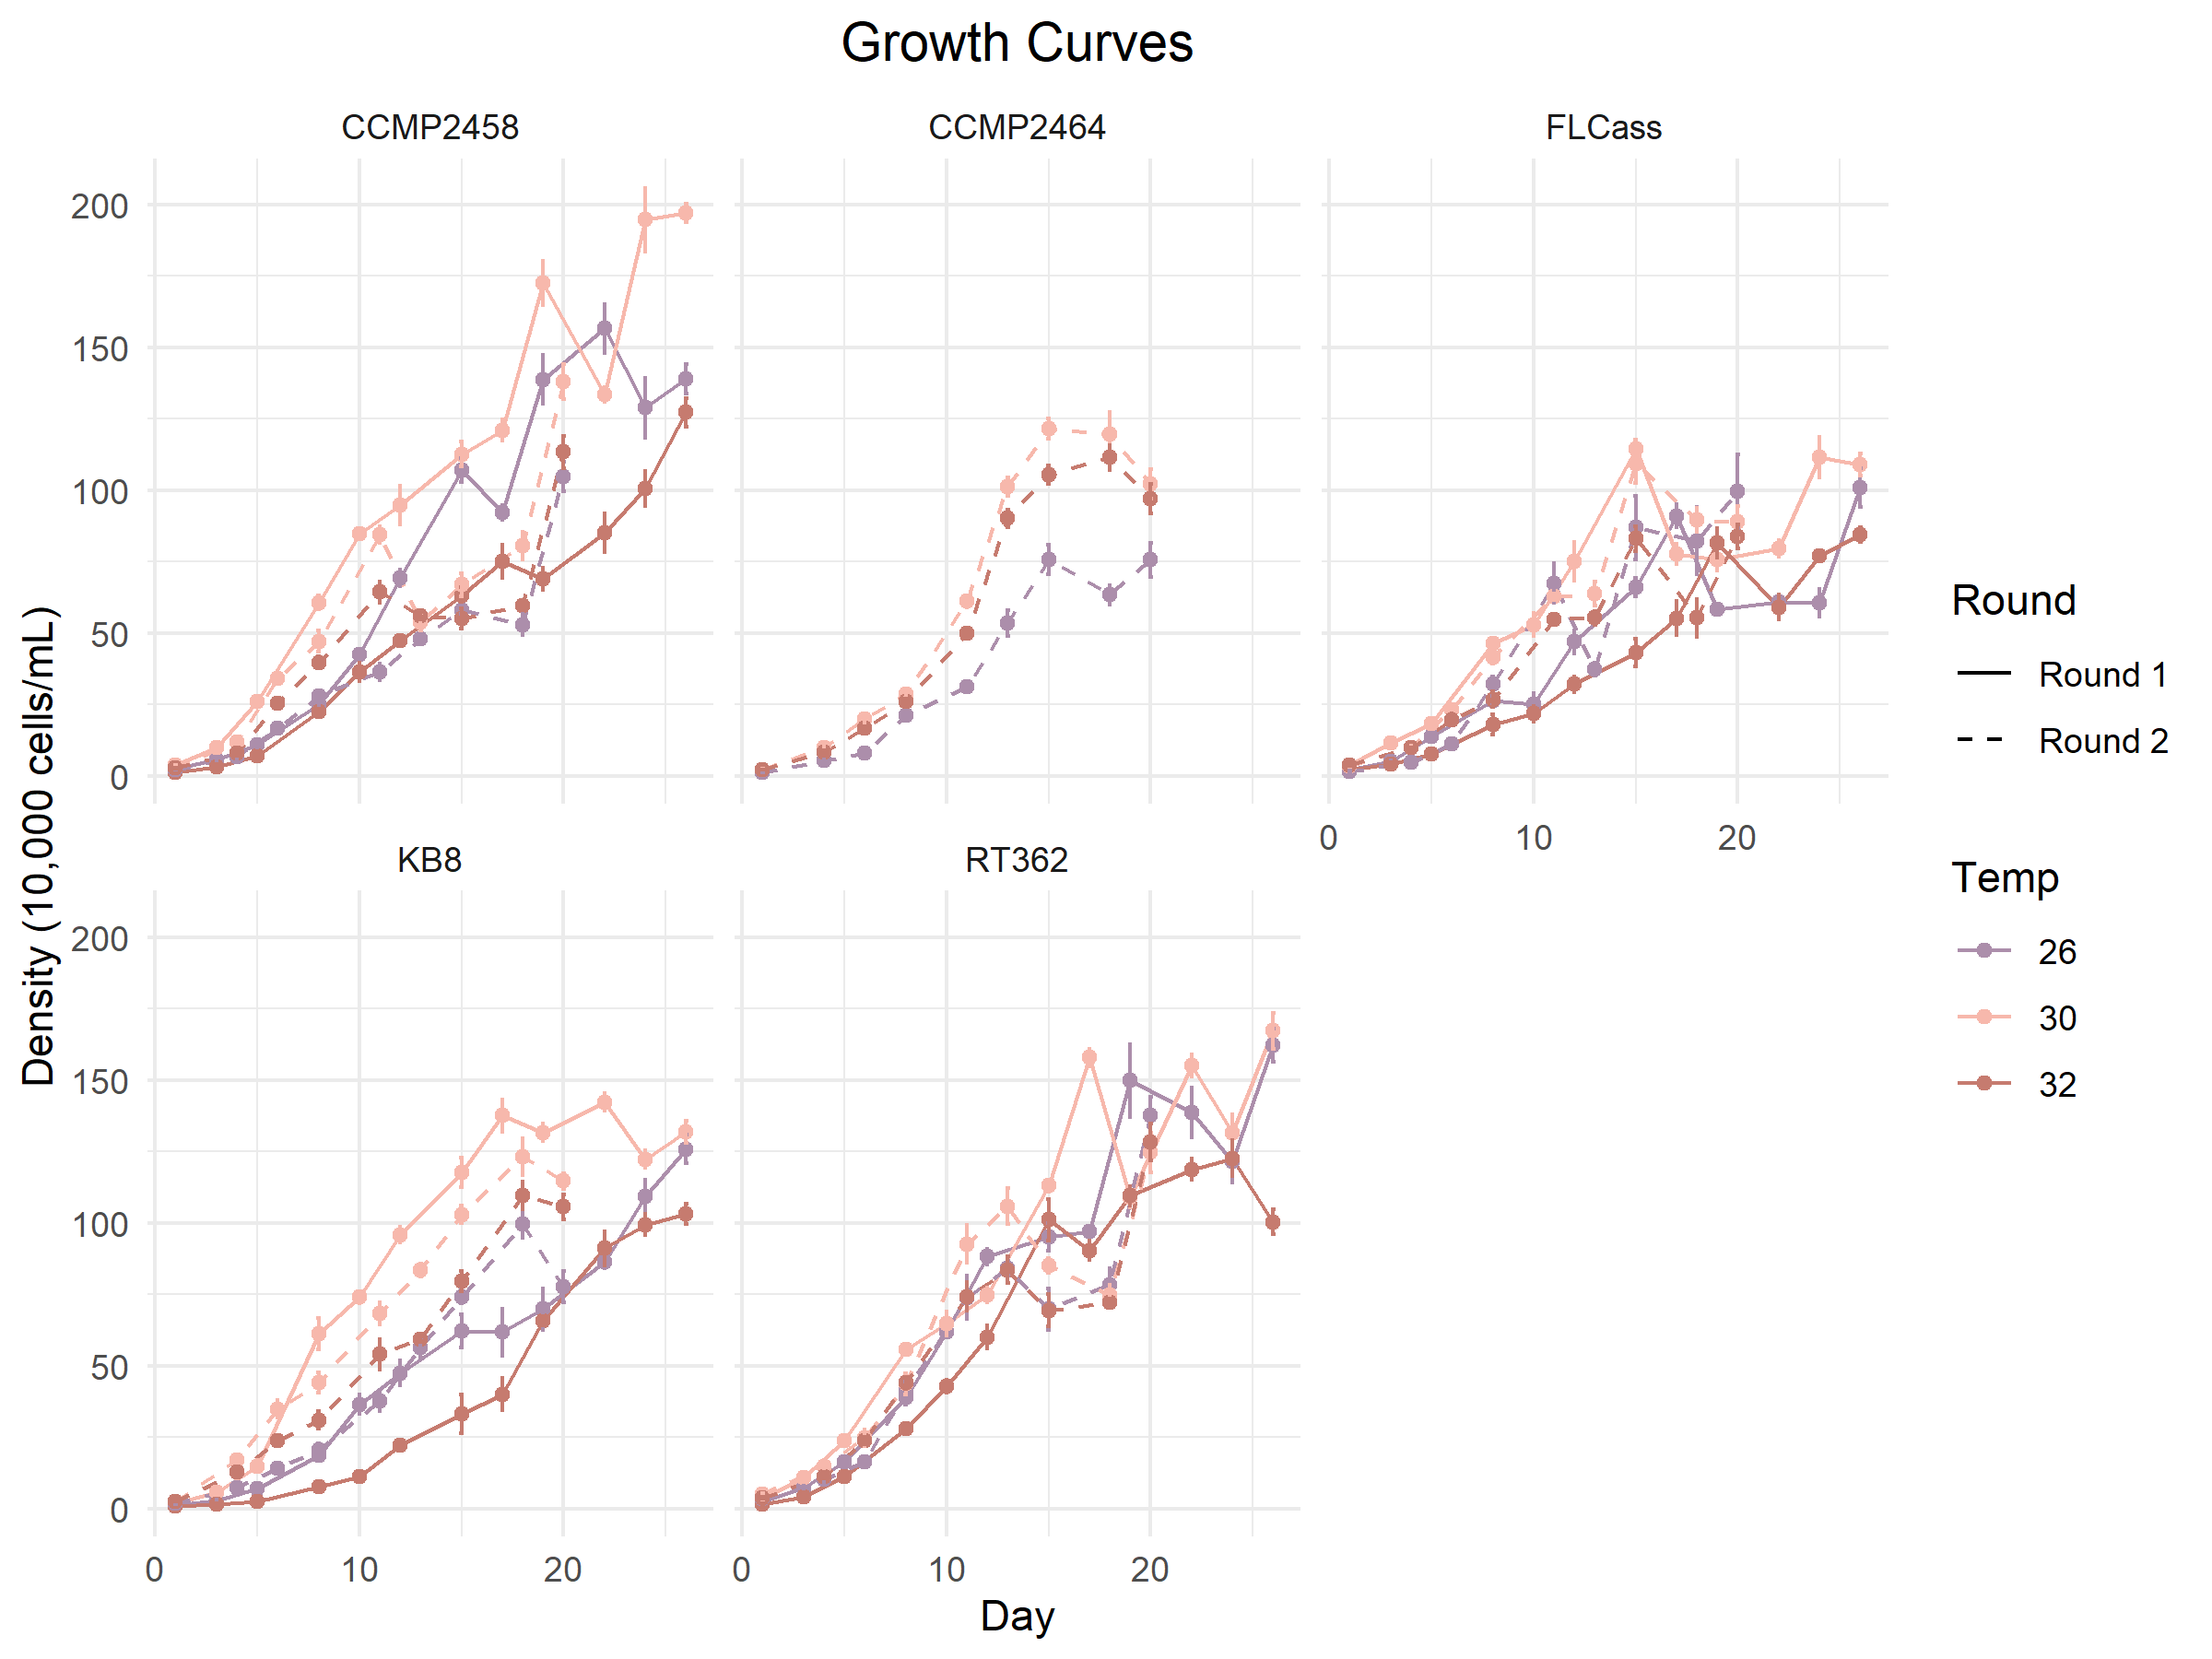 Growth Curves
CCMP2458
CCMP2464
FLCass
200
150
100
50
0
0 10 20
KB8
RT362
200
150
100
50
0
0 10 20
0 10 20
Day
Density (10,000 cells/mL)
Round
Round 1
Round 2
Temp
26
30
32